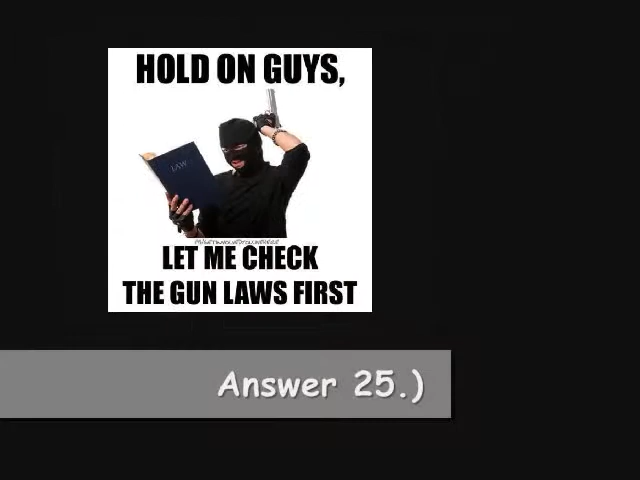 HOLD ON GUYS,
LAW
LET ME CHECK
THE GUN LAWS FIRST
Answer 25.)